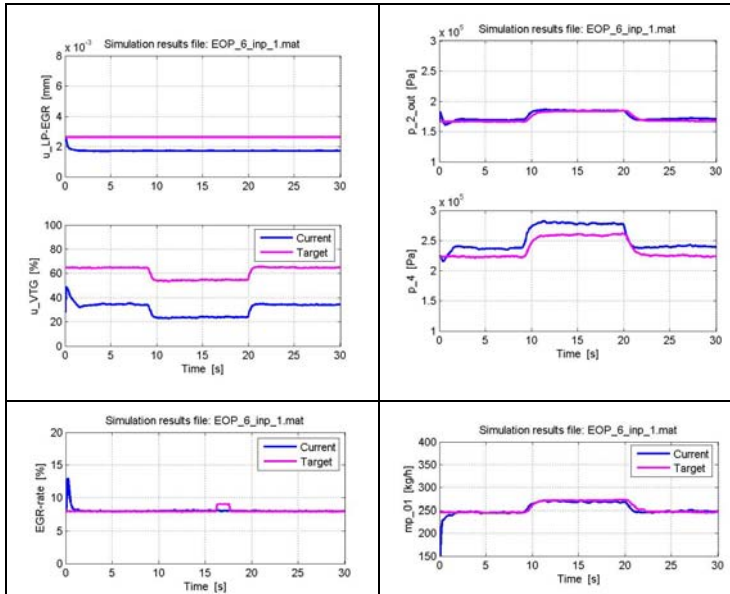 Simulation results file: EOP_6_inp_1.mat
x 10⁻³
8
6
4
2
0
u_LP-EGR [mm]
0 5 10 15 20 25 30
100
80
60
40
20
0
u_VTG [%]
Current
Target
0 5 10 15 20 25 30
Time [s]
Simulation results file: EOP_6_inp_1.mat
x 10⁵
3
2.5
2
1.5
1
p_2_out [Pa]
0 5 10 15 20 25 30
x 10⁵
3
2.5
2
1.5
1
p_4 [Pa]
0 5 10 15 20 25 30
Time [s]
Simulation results file: EOP_6_inp_1.mat
20
15
10
5
0
EGR-rate [%]
Current
Target
0 5 10 15 20 25 30
Time [s]
Simulation results file: EOP_6_inp_1.mat
400
350
300
250
200
150
mp_01 [kg/h]
Current
Target
0 5 10 15 20 25 30
Time [s]